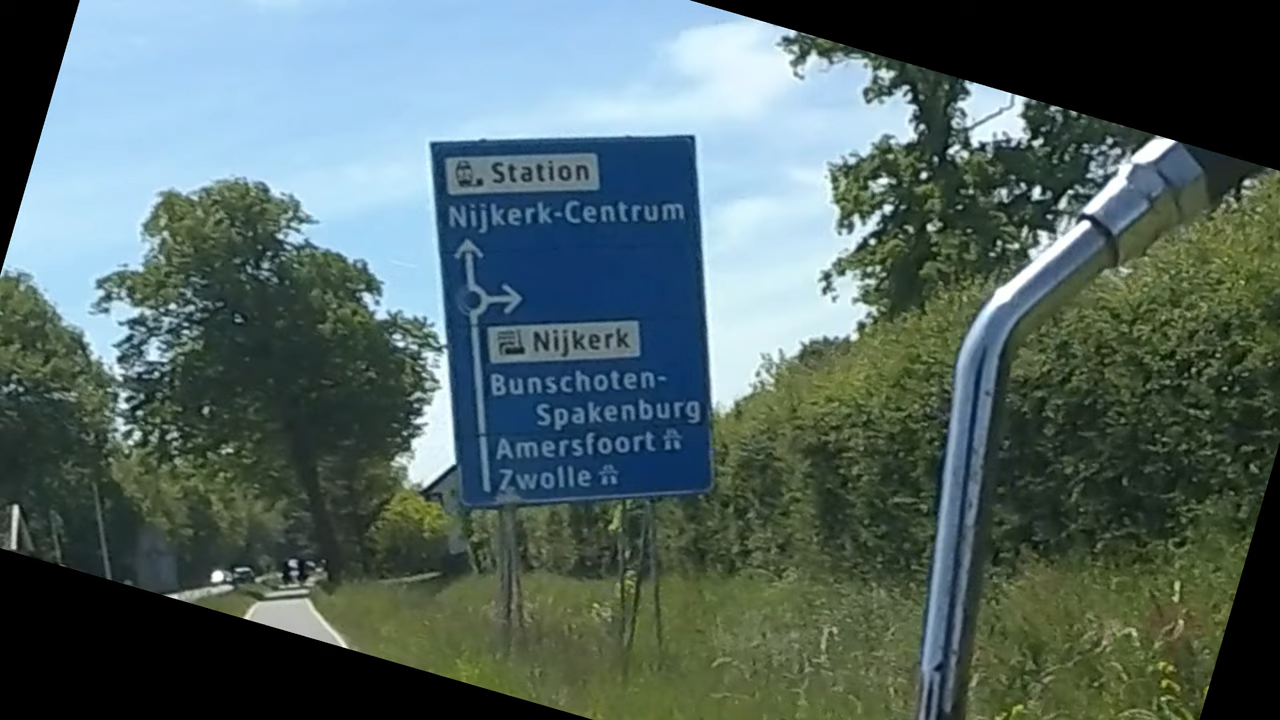 Station
Nijkerk-Centrum
Nijkerk
Bunschoten-
Spakenburg
Amersfoort
Zwolle